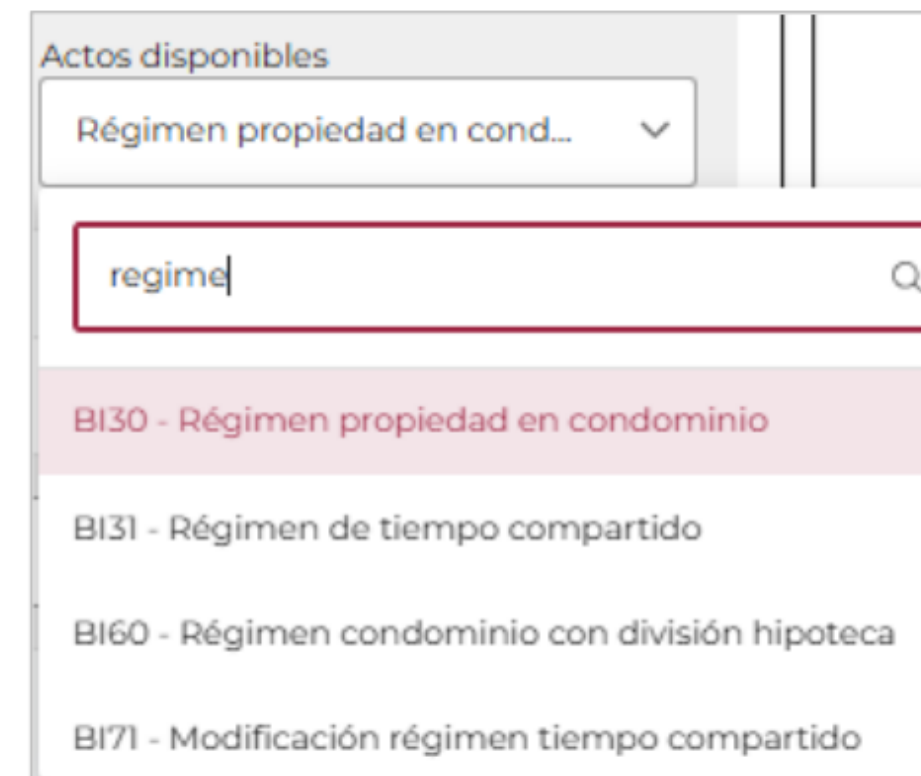 Actos disponibles
Régimen propiedad en cond...
regime
BI30 - Régimen propiedad en condominio
BI31 - Régimen de tiempo compartido
BI60 - Régimen condominio con división hipoteca
BI71 - Modificación régimen tiempo compartido